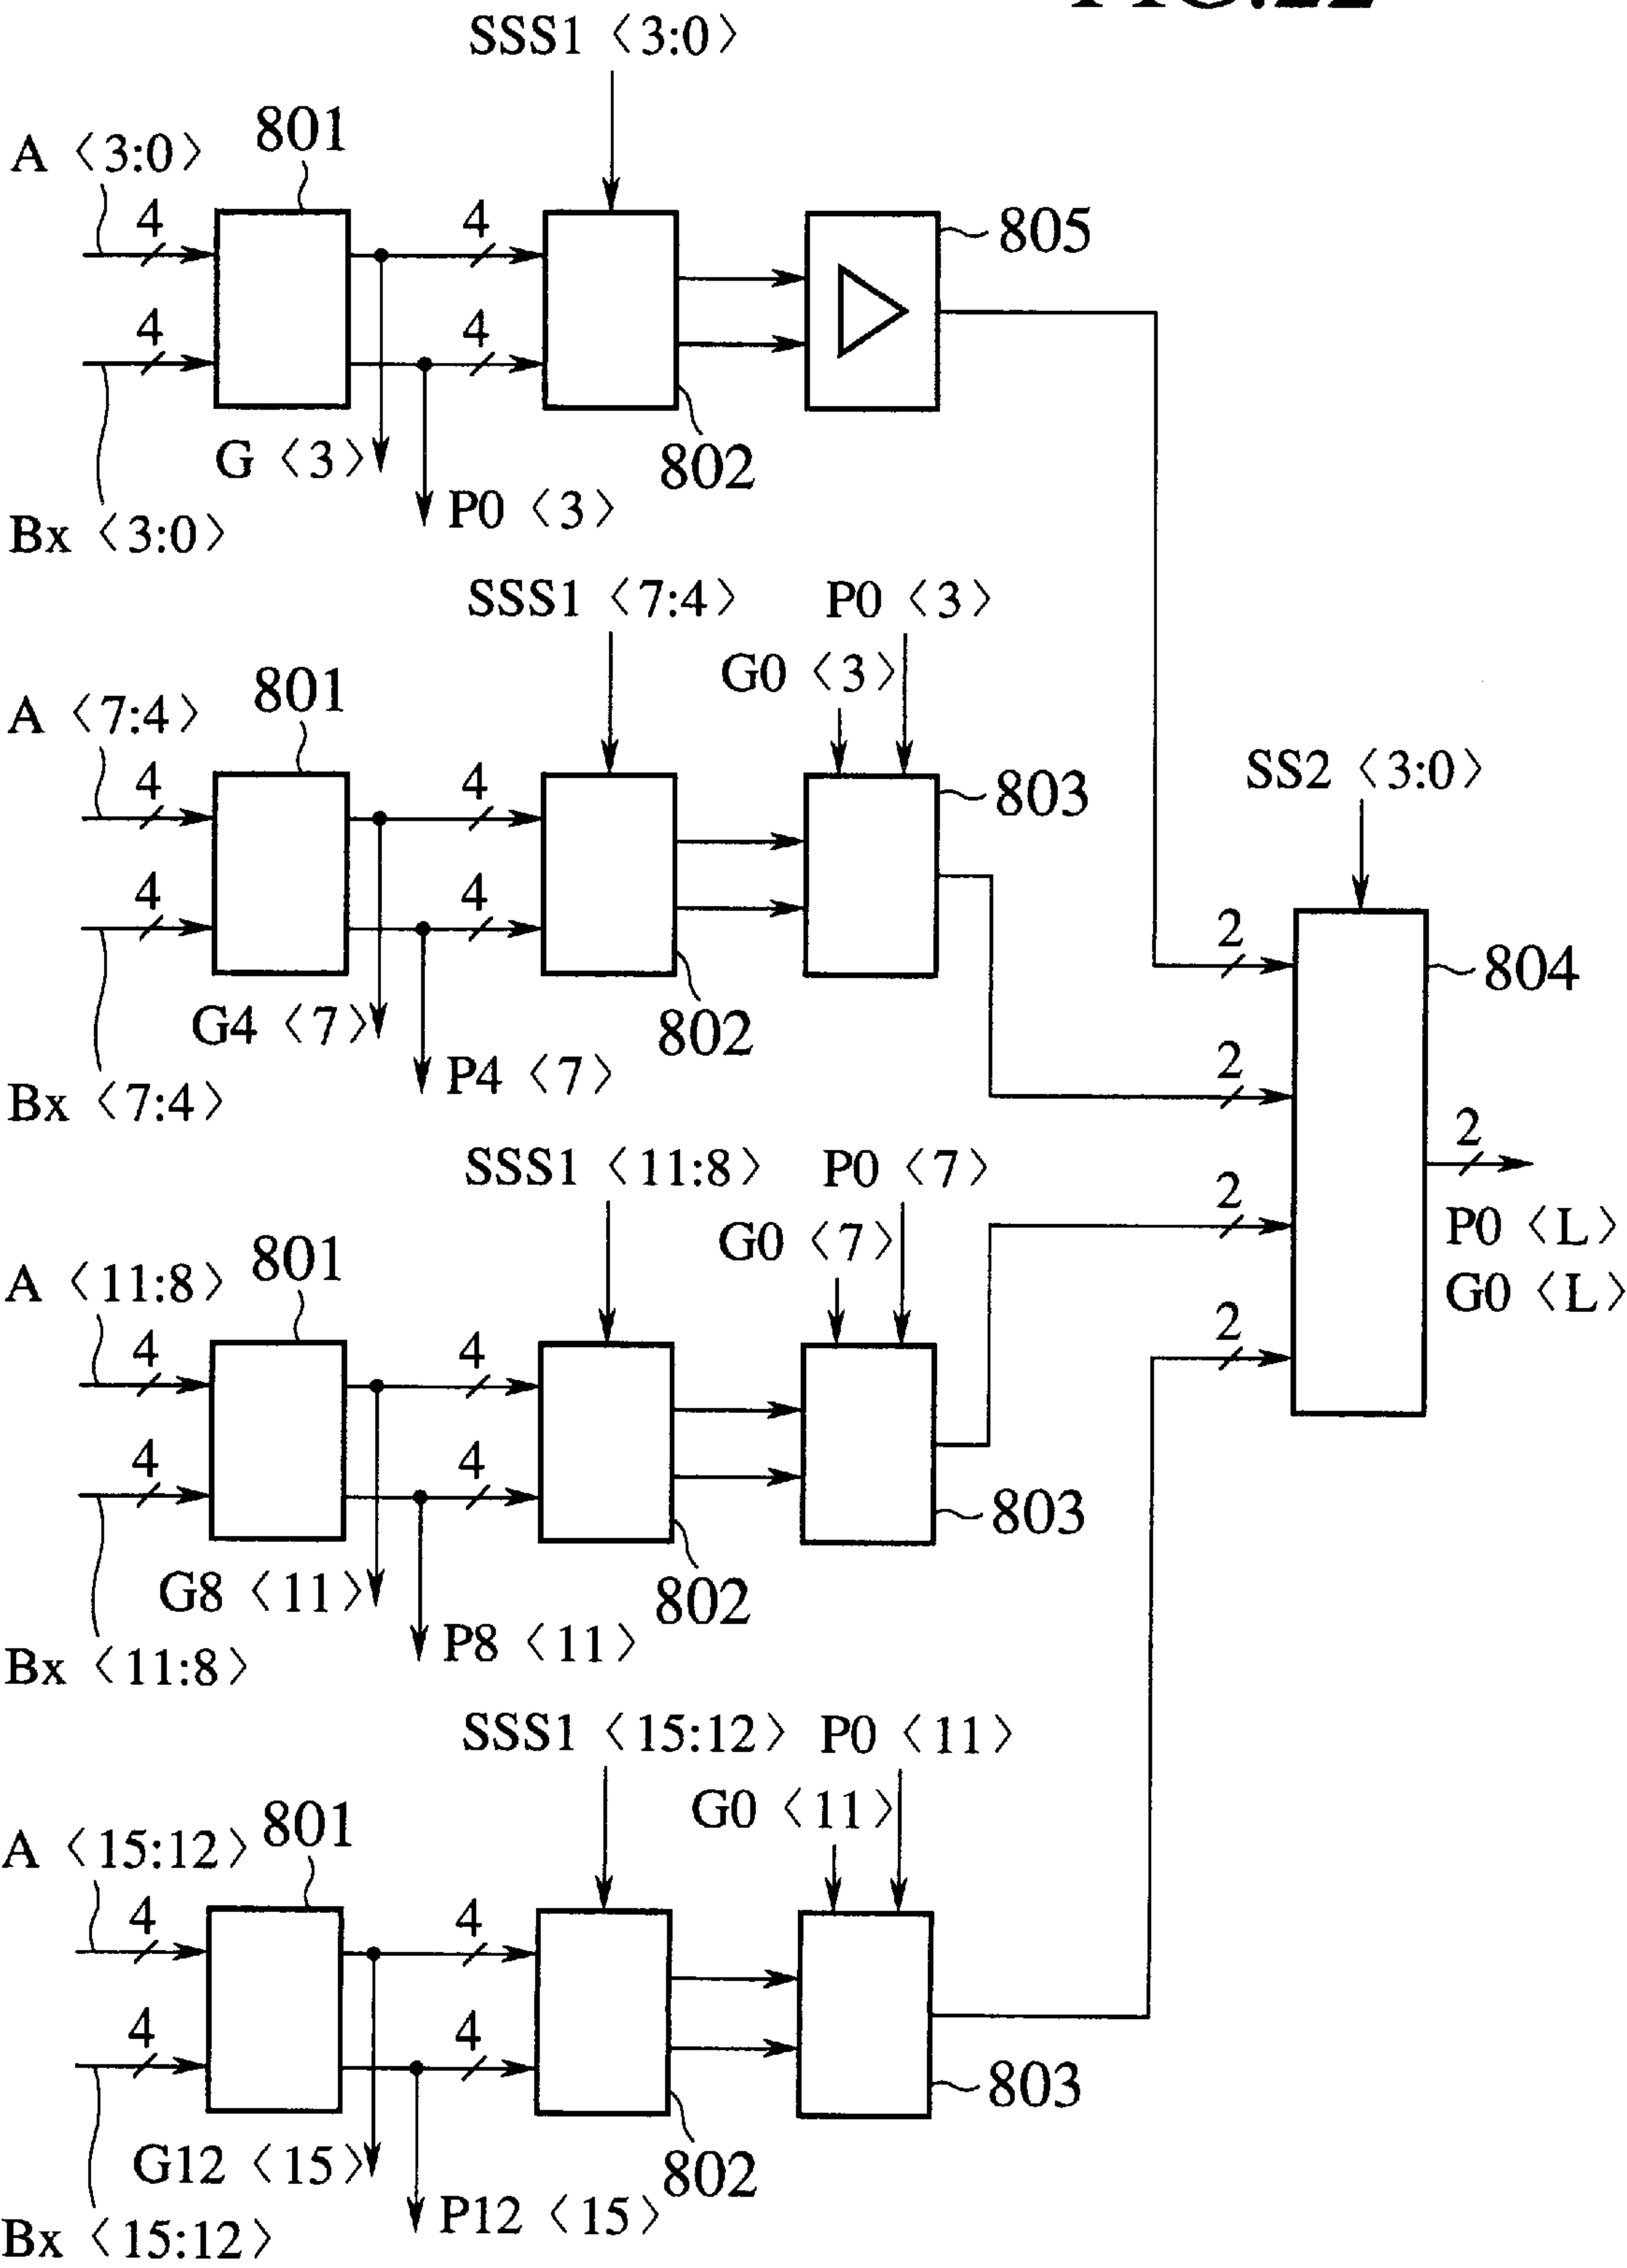 FIG.22
SSS1 〈3:0〉
A 〈3:0〉
801
4
4
805
4
4
G 〈3〉
802
P0 〈3〉
Bx 〈3:0〉
SSS1 〈7:4〉
P0 〈3〉
G0 〈3〉
A 〈7:4〉
801
4
4
803
SS2 〈3:0〉
4
4
2
804
G4 〈7〉
802
P4 〈7〉
Bx 〈7:4〉
2
2
SSS1 〈11:8〉
P0 〈7〉
G0 〈7〉
2
P0 〈L〉
G0 〈L〉
A 〈11:8〉
801
4
4
2
4
4
803
G8 〈11〉
802
P8 〈11〉
Bx 〈11:8〉
SSS1 〈15:12〉
P0 〈11〉
G0 〈11〉
A 〈15:12〉
801
4
4
4
4
803
G12 〈15〉
802
P12 〈15〉
Bx 〈15:12〉